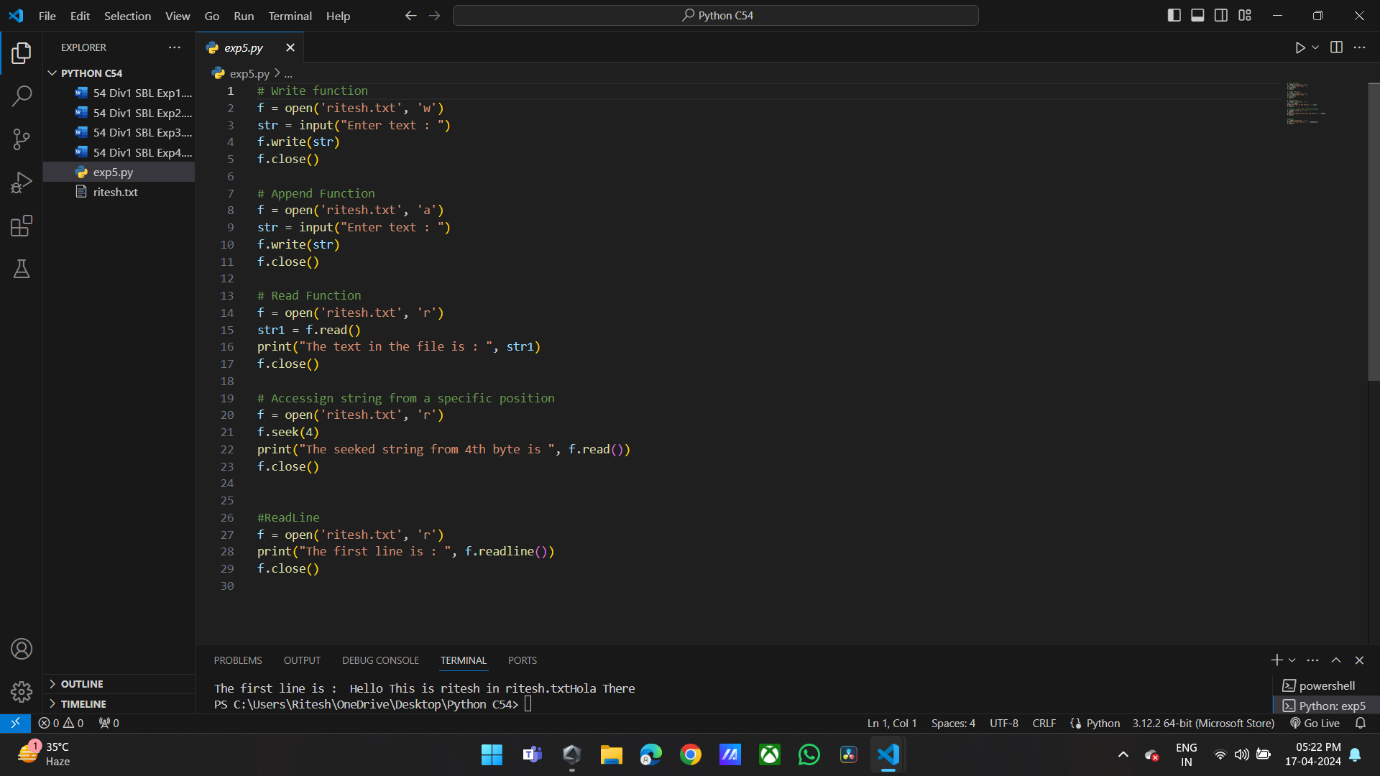 File Edit Selection View Go Run Terminal Help
Python C54
EXPLORER
exp5.py
PYTHON C54
54 Div1 SBL Exp1....
54 Div1 SBL Exp2....
54 Div1 SBL Exp3....
54 Div1 SBL Exp4....
exp5.py
ritesh.txt
OUTLINE
TIMELINE
exp5.py > ...
1 # Write function
2 f = open('ritesh.txt', 'w')
3 str = input("Enter text : ")
4 f.write(str)
5 f.close()
6
7 # Append Function
8 f = open('ritesh.txt', 'a')
9 str = input("Enter text : ")
10 f.write(str)
11 f.close()
12
13 # Read Function
14 f = open('ritesh.txt', 'r')
15 str1 = f.read()
16 print("The text in the file is : ", str1)
17 f.close()
18
19 # Accessign string from a specific position
20 f = open('ritesh.txt', 'r')
21 f.seek(4)
22 print("The seeked string from 4th byte is ", f.read())
23 f.close()
24
25
26 #ReadLine
27 f = open('ritesh.txt', 'r')
28 print("The first line is : ", f.readline())
29 f.close()
30
PROBLEMS OUTPUT DEBUG CONSOLE TERMINAL PORTS
The first line is :  Hello This is ritesh in ritesh.txtHola There
PS C:\Users\Ritesh\OneDrive\Desktop\Python C54>
powershell
Python: exp5
0 0 0 Ln 1, Col 1 Spaces: 4 UTF-8 CRLF Python 3.12.2 64-bit (Microsoft Store) Go Live
1
35°C
Haze
ENG
IN
05:22 PM
17-04-2024